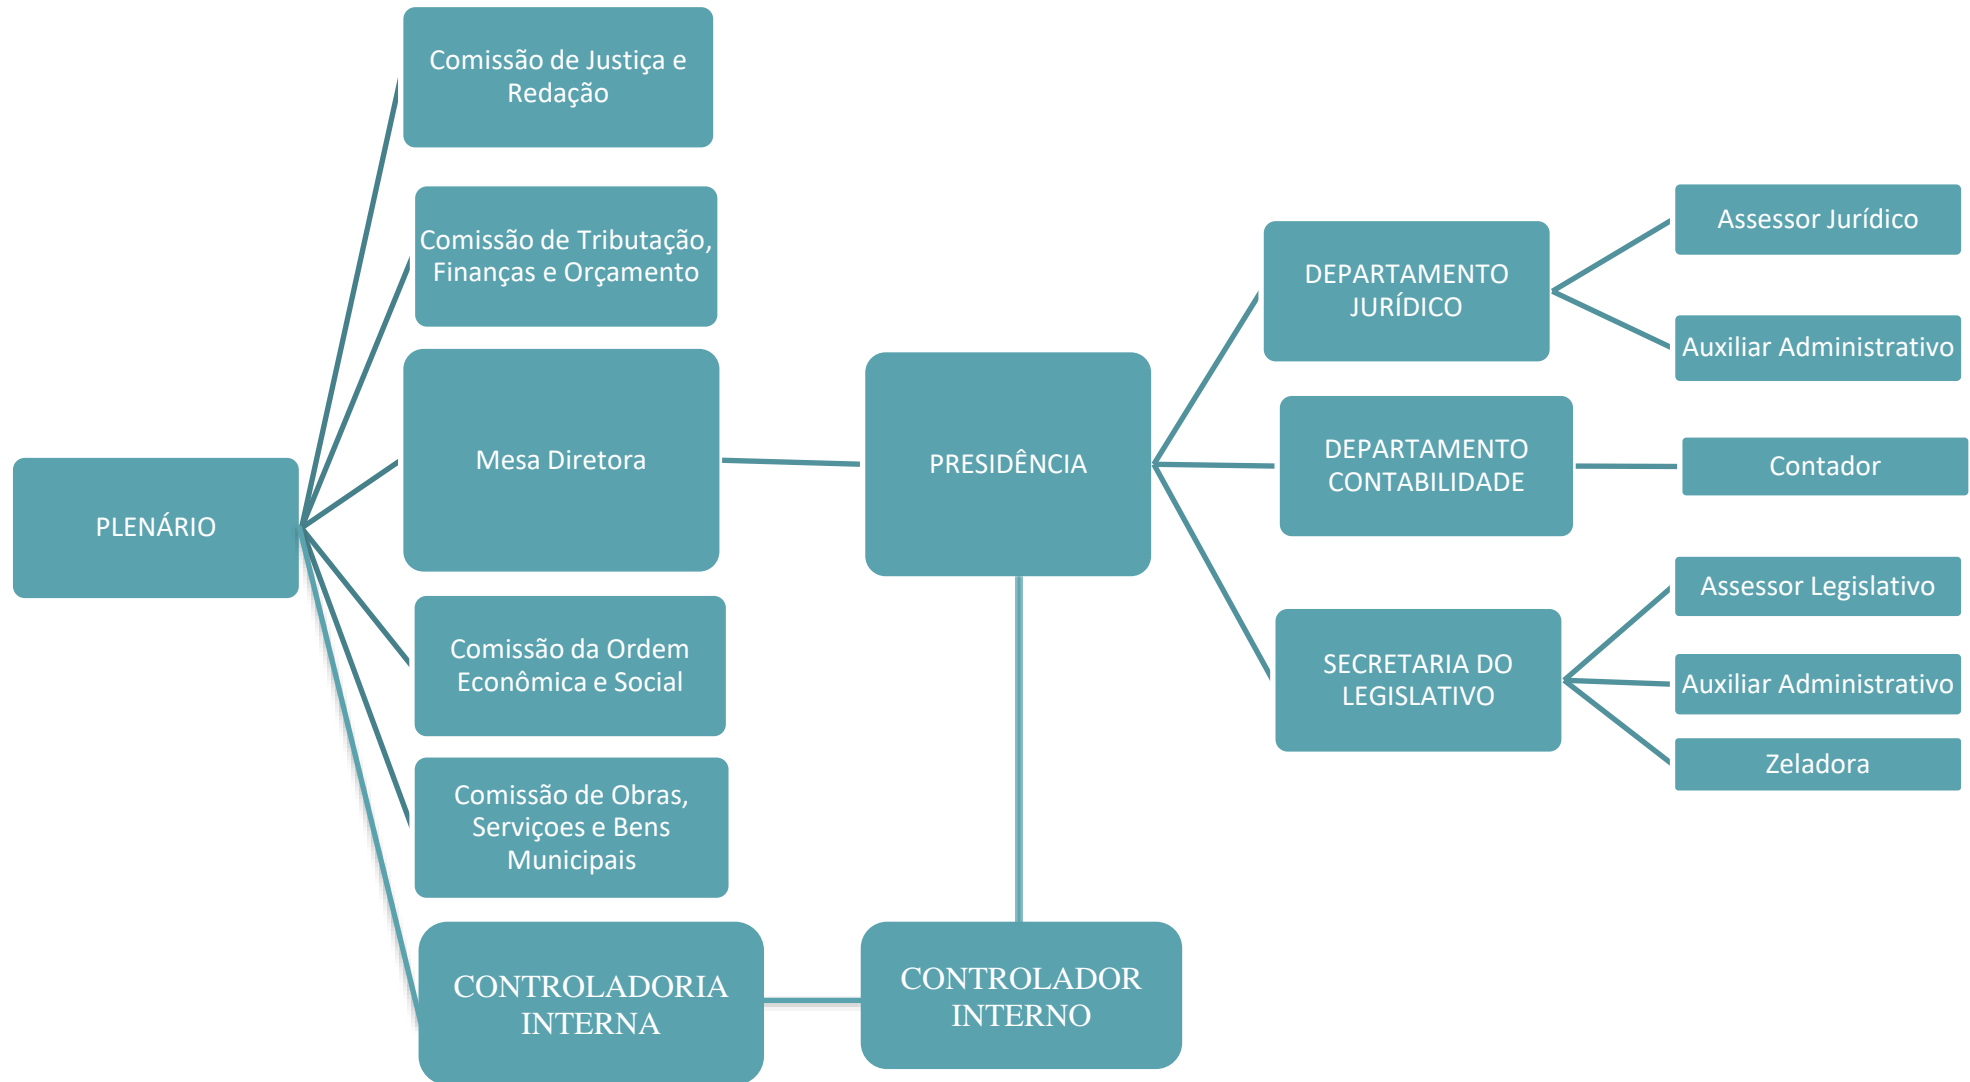 PLENÁRIO
Comissão de Justiça e
Redação
Comissão de Tributação,
Finanças e Orçamento
Mesa Diretora
Comissão da Ordem
Econômica e Social
Comissão de Obras,
Serviçoes e Bens
Municipais
CONTROLADORIA
INTERNA
PRESIDÊNCIA
CONTROLADOR
INTERNO
DEPARTAMENTO
JURÍDICO
DEPARTAMENTO
CONTABILIDADE
SECRETARIA DO
LEGISLATIVO
Assessor Jurídico
Auxiliar Administrativo
Contador
Assessor Legislativo
Auxiliar Administrativo
Zeladora